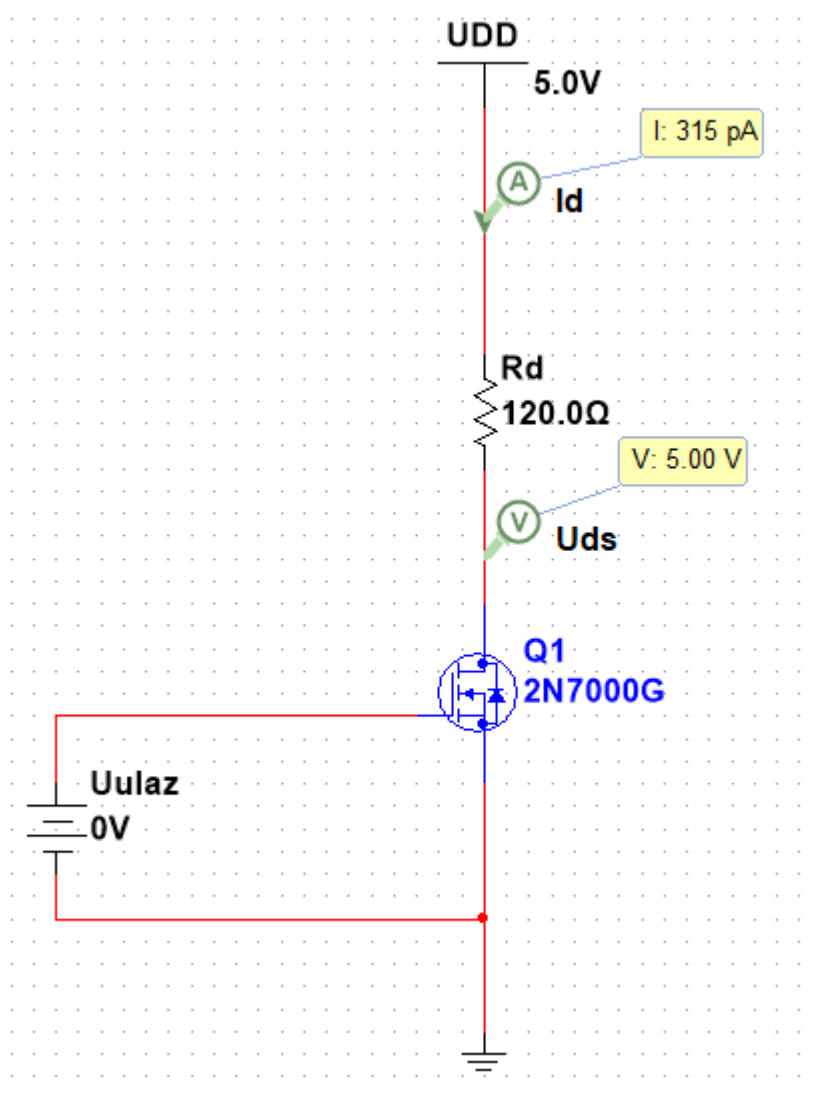 UDD
5.0V
I: 315 pA
A
Id
Rd
120.0Ω
V: 5.00 V
V
Uds
Q1
2N7000G
Uulaz
0V